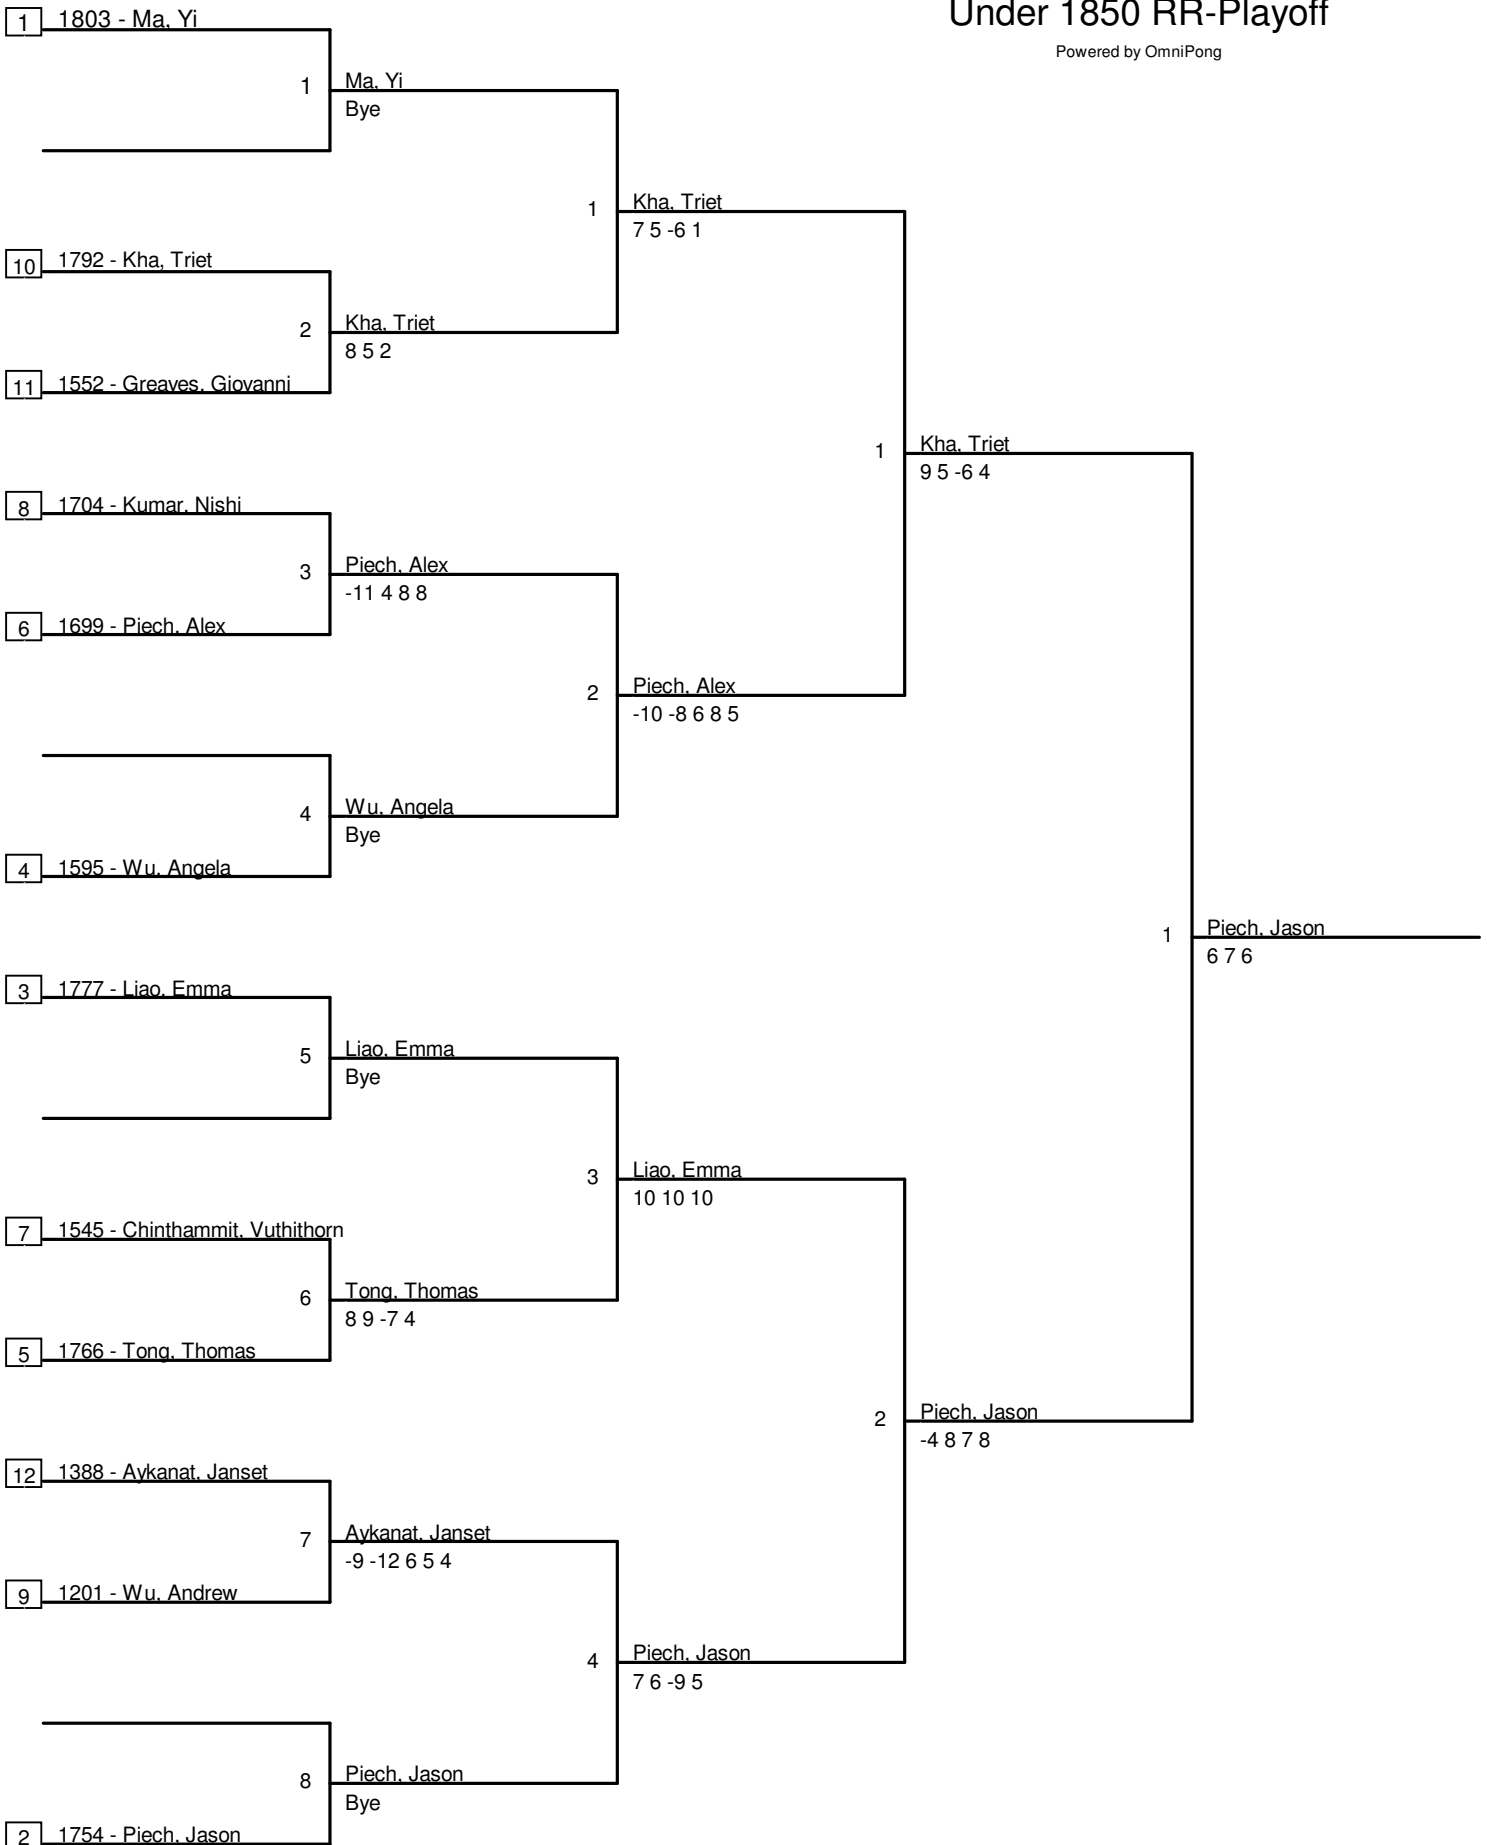 Under 1850 RR-Playoff
Powered by OmniPong
1 1803 - Ma, Yi
1 Ma, Yi
Bye
1 Kha, Triet
7 5 -6 1
10 1792 - Kha, Triet
2 Kha, Triet
8 5 2
11 1552 - Greaves, Giovanni
1 Kha, Triet
9 5 -6 4
8 1704 - Kumar, Nishi
3 Piech, Alex
-11 4 8 8
6 1699 - Piech, Alex
2 Piech, Alex
-10 -8 6 8 5
4 Wu, Angela
Bye
4 1595 - Wu, Angela
1 Piech, Jason
6 7 6
3 1777 - Liao, Emma
5 Liao, Emma
Bye
3 Liao, Emma
10 10 10
7 1545 - Chinthammit, Vuthithorn
6 Tong, Thomas
8 9 -7 4
5 1766 - Tong, Thomas
2 Piech, Jason
-4 8 7 8
12 1388 - Aykanat, Janset
7 Aykanat, Janset
-9 -12 6 5 4
9 1201 - Wu, Andrew
4 Piech, Jason
7 6 -9 5
8 Piech, Jason
Bye
2 1754 - Piech, Jason